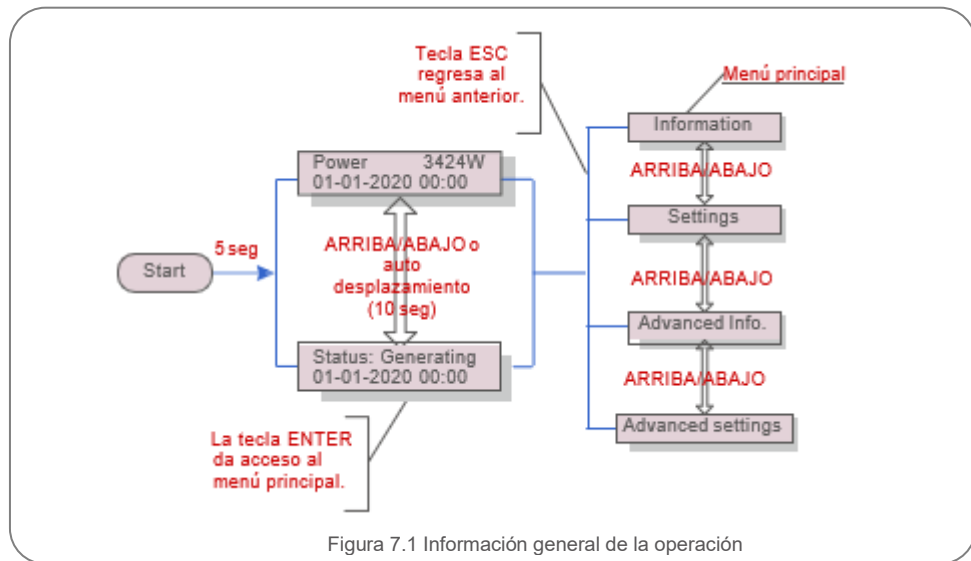 Tecla ESC
regresa al
menú anterior.
Menú principal
Information
ARRIBA/ABAJO
Settings
ARRIBA/ABAJO
Advanced Info.
ARRIBA/ABAJO
Advanced settings
Power 3424W
01-01-2020 00:00
5 seg
Start
ARRIBA/ABAJO o
auto
desplazamiento
(10 seg)
Status: Generating
01-01-2020 00:00
La tecla ENTER
da acceso al
menú principal.
Figura 7.1 Información general de la operación